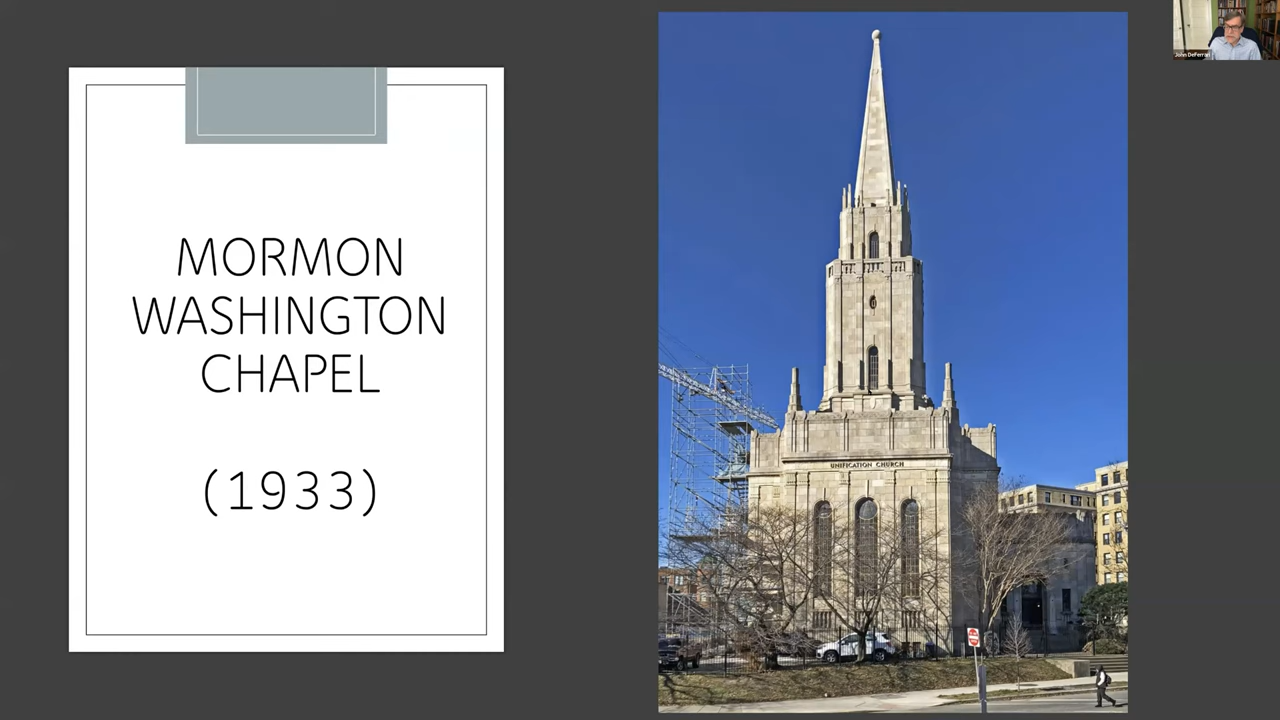 MORMON
WASHINGTON
CHAPEL
(1933)
UNIFICATION CHURCH